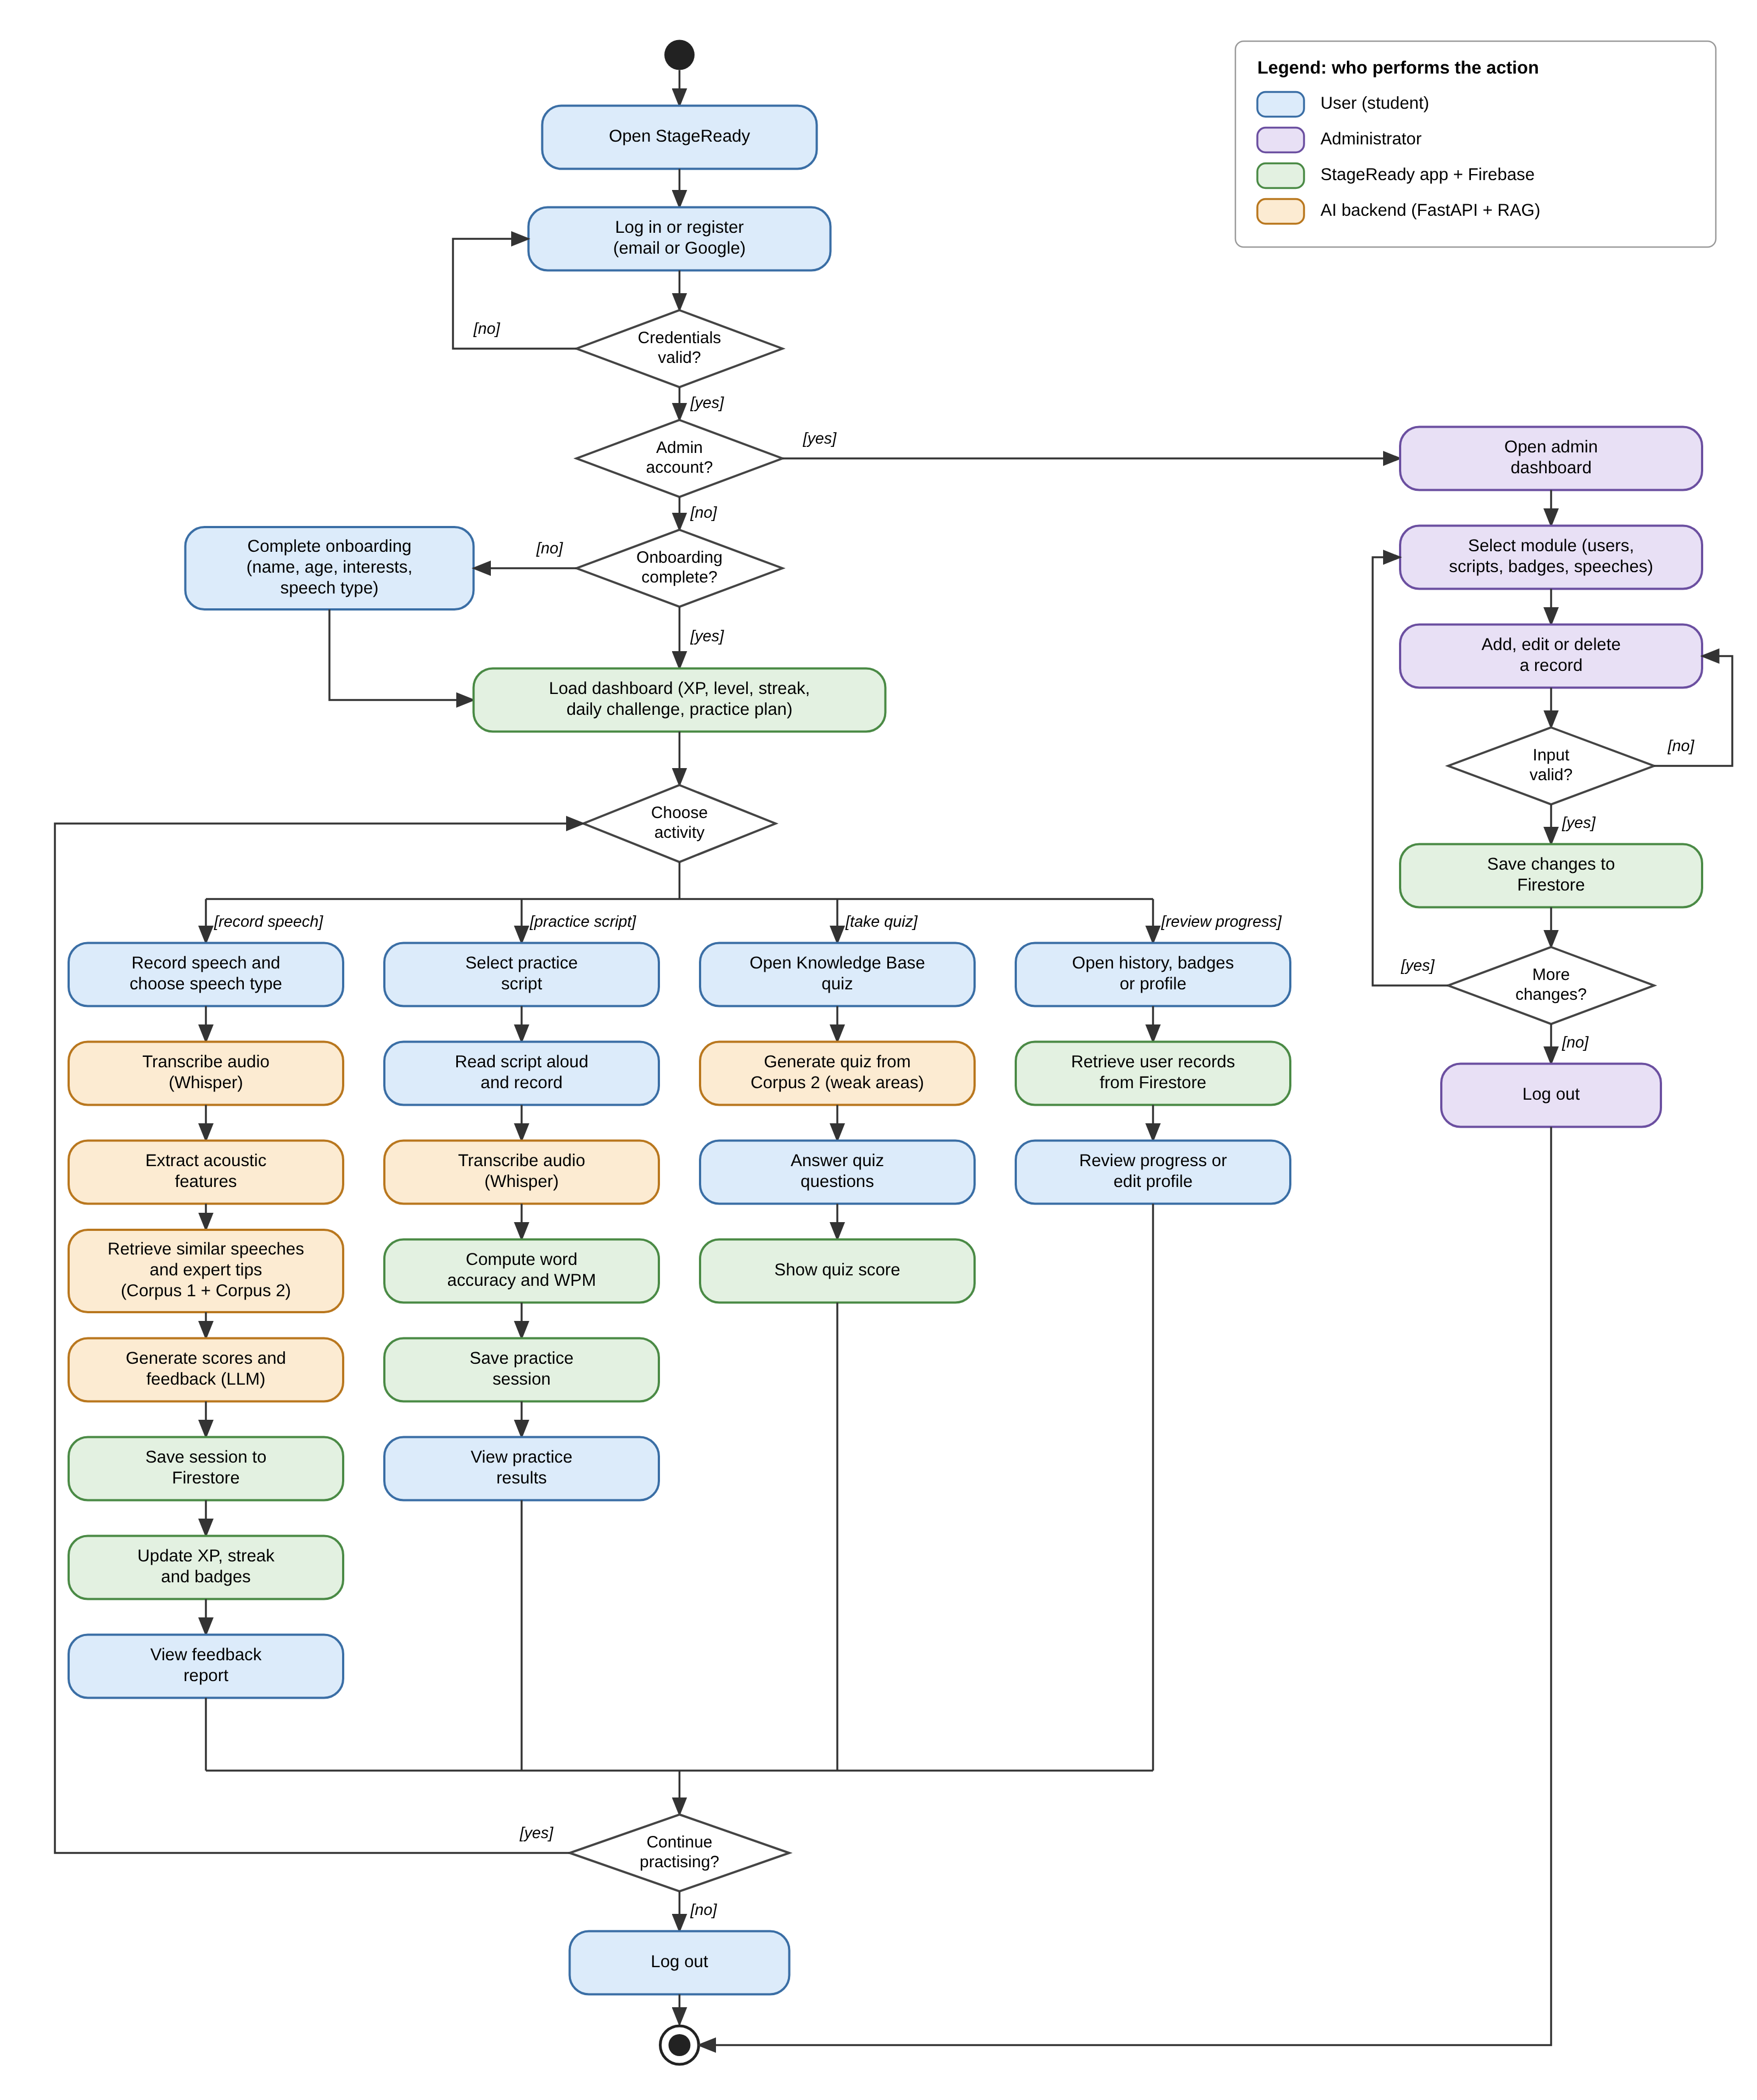 Legend: who performs the action
User (student)
Administrator
StageReady app + Firebase
AI backend (FastAPI + RAG)
Open StageReady
Log in or register
(email or Google)
[no]
Credentials
valid?
[yes]
Admin
account?
[yes]
[no]
Onboarding
complete?
[no]
Complete onboarding
(name, age, interests,
speech type)
[yes]
Load dashboard (XP, level, streak,
daily challenge, practice plan)
Choose
activity
[record speech]
[practice script]
[take quiz]
[review progress]
Record speech and
choose speech type
Transcribe audio
(Whisper)
Extract acoustic
features
Retrieve similar speeches
and expert tips
(Corpus 1 + Corpus 2)
Generate scores and
feedback (LLM)
Save session to
Firestore
Update XP, streak
and badges
View feedback
report
Select practice
script
Read script aloud
and record
Transcribe audio
(Whisper)
Compute word
accuracy and WPM
Save practice
session
View practice
results
Open Knowledge Base
quiz
Generate quiz from
Corpus 2 (weak areas)
Answer quiz
questions
Show quiz score
Open history, badges
or profile
Retrieve user records
from Firestore
Review progress or
edit profile
Continue
practising?
[yes]
[no]
Log out
Open admin
dashboard
Select module (users,
scripts, badges, speeches)
Add, edit or delete
a record
Input
valid?
[no]
[yes]
Save changes to
Firestore
More
changes?
[yes]
[no]
Log out